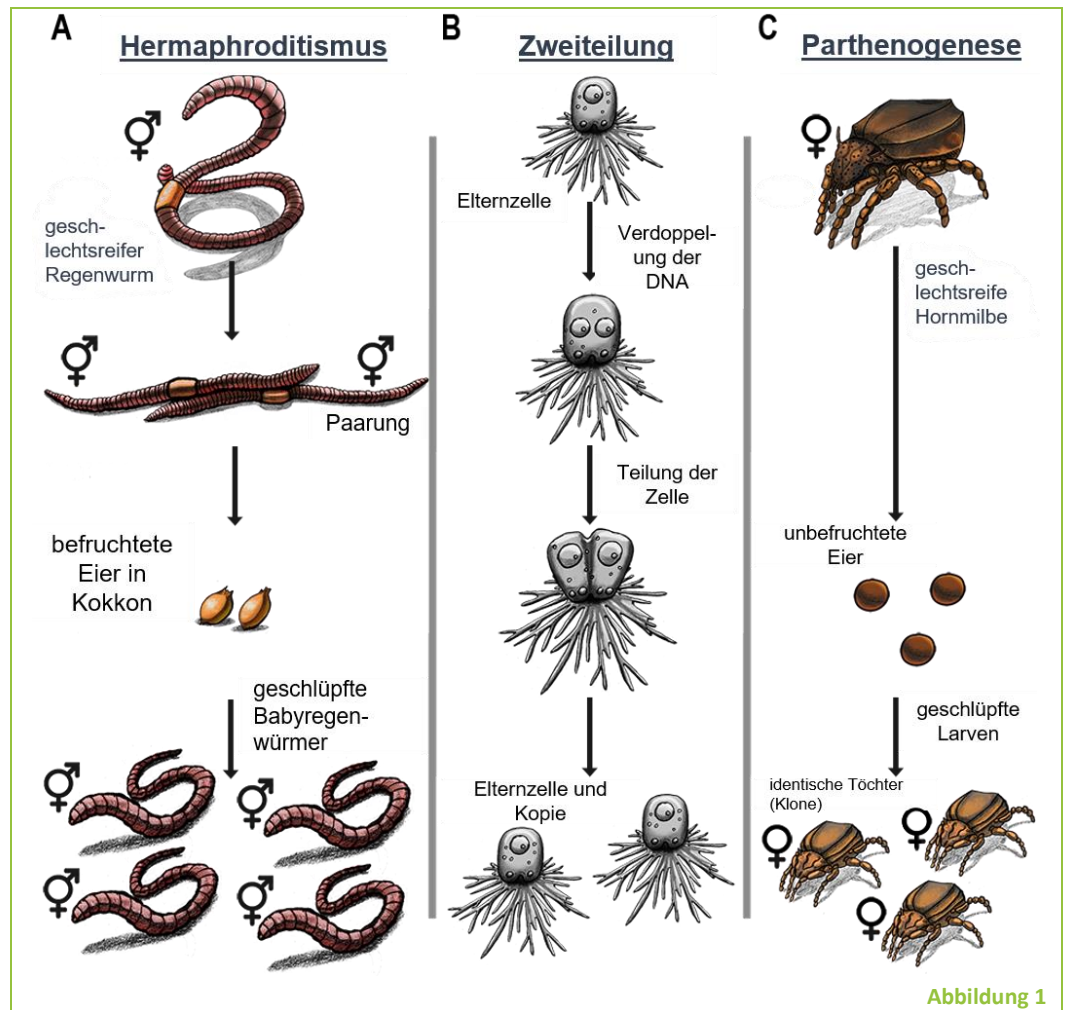 A
Hermaphroditismus
gesch-
lechtsreifer
Regenwurm
Paarung
befruchtete
Eier in
Kokkon
geschlüpfte
Babyregen-
würmer
B
Zweiteilung
Elternzelle
Verdoppel-
ung der
DNA
Teilung der
Zelle
Elternzelle und
Kopie
C
Parthenogenese
gesch-
lechtsreife
Hornmilbe
unbefruchtete
Eier
geschlüpfte
Larven
identische Töchter
(Klone)
Abbildung 1